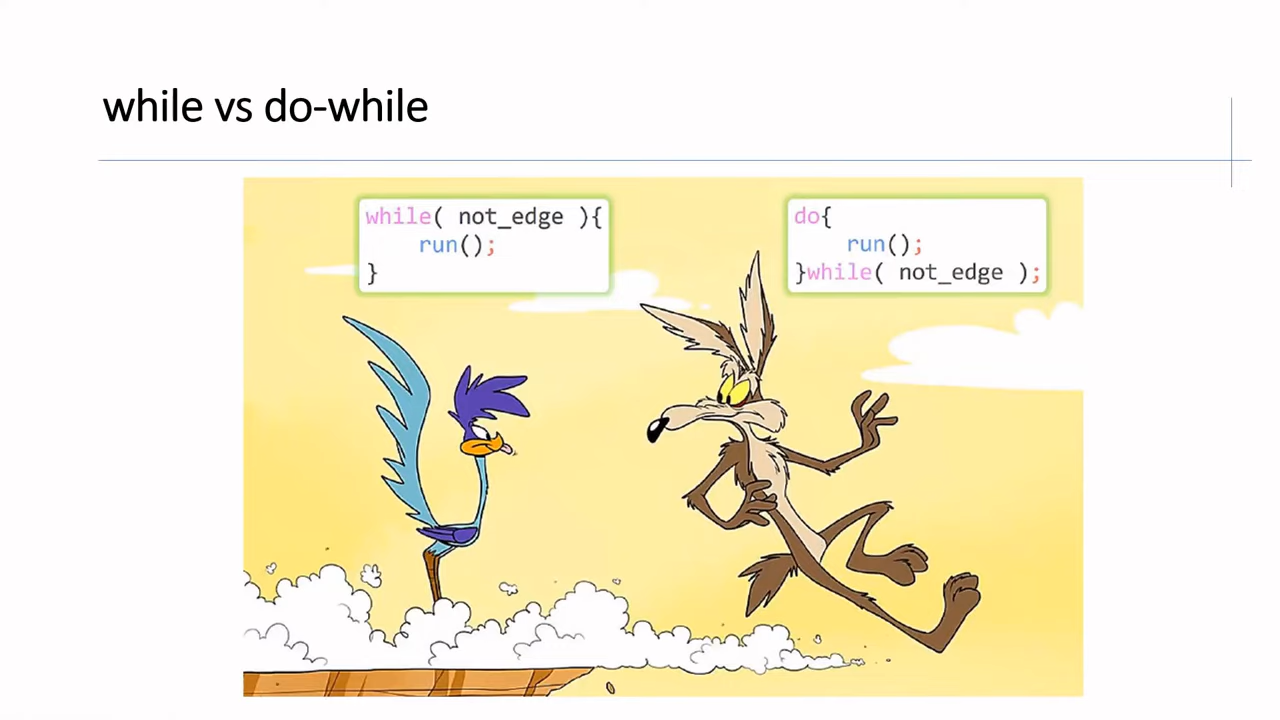 while vs do-while
while( not_edge ){
    run();
}
do{
    run();
}while( not_edge );